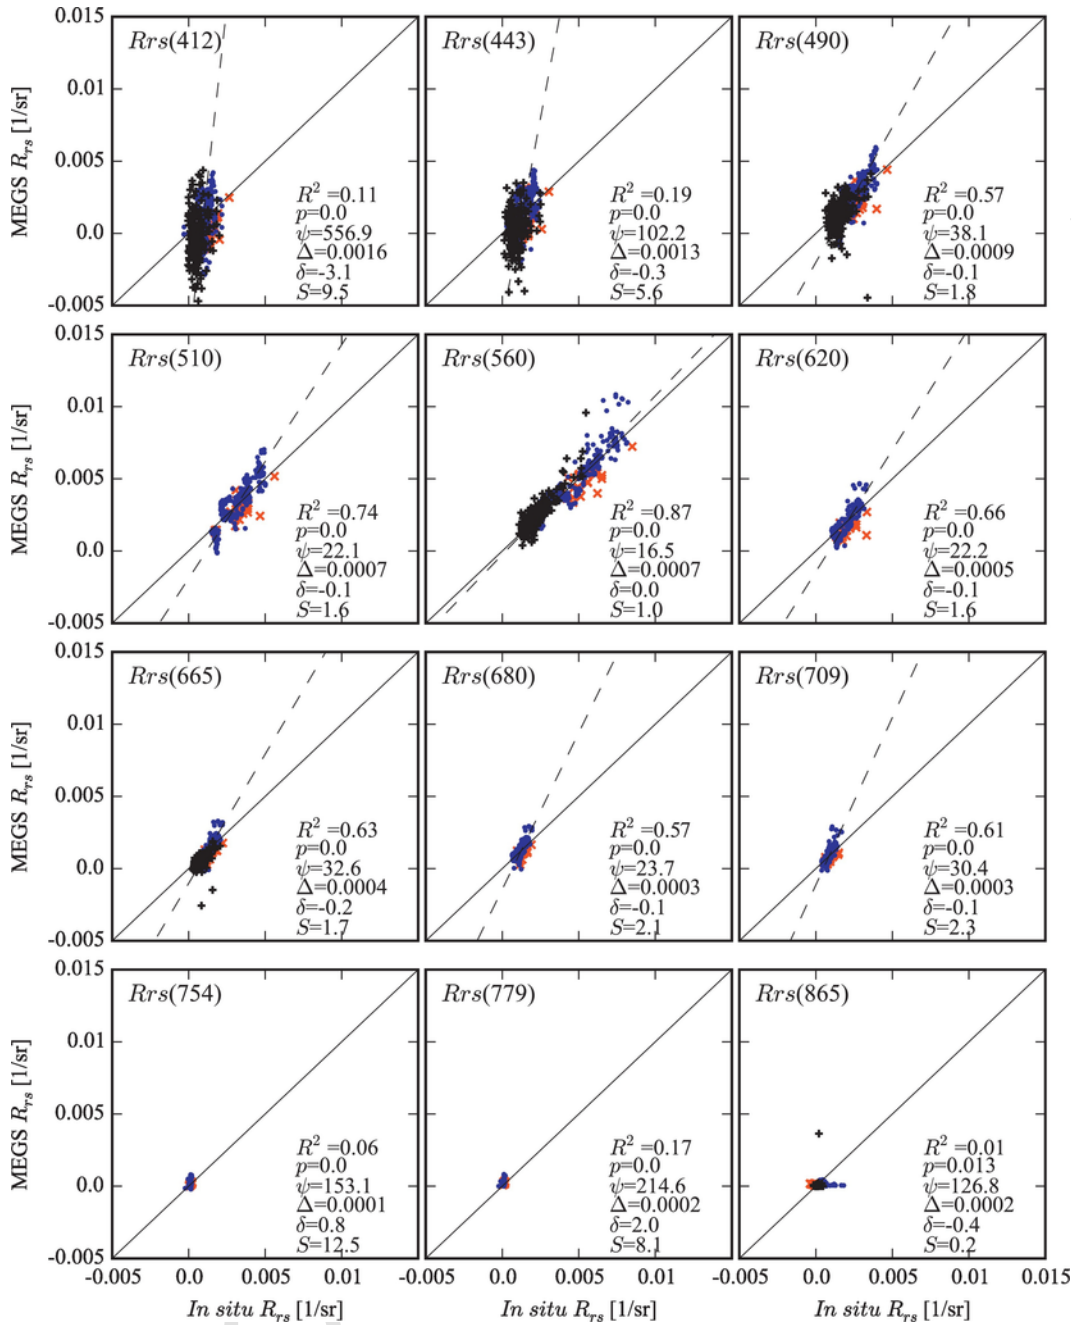 0.015
Rrs(412)
Rrs(443)
Rrs(490)
0.01
MEGS Rrs [1/sr]
0.005
R² =0.11
p=0.0
ψ=556.9
Δ=0.0016
δ=-3.1
S=9.5
R² =0.19
p=0.0
ψ=102.2
Δ=0.0013
δ=-0.3
S=5.6
R² =0.57
p=0.0
ψ=38.1
Δ=0.0009
δ=-0.1
S=1.8
0.0
-0.005
0.015
Rrs(510)
Rrs(560)
Rrs(620)
0.01
MEGS Rrs [1/sr]
0.005
R² =0.74
p=0.0
ψ=22.1
Δ=0.0007
δ=-0.1
S=1.6
R² =0.87
p=0.0
ψ=16.5
Δ=0.0007
δ=0.0
S=1.0
R² =0.66
p=0.0
ψ=22.2
Δ=0.0005
δ=-0.1
S=1.6
0.0
-0.005
0.015
Rrs(665)
Rrs(680)
Rrs(709)
0.01
MEGS Rrs [1/sr]
0.005
R² =0.63
p=0.0
ψ=32.6
Δ=0.0004
δ=-0.2
S=1.7
R² =0.57
p=0.0
ψ=23.7
Δ=0.0003
δ=-0.1
S=2.1
R² =0.61
p=0.0
ψ=30.4
Δ=0.0003
δ=-0.1
S=2.3
0.0
-0.005
0.015
Rrs(754)
Rrs(779)
Rrs(865)
0.01
MEGS Rrs [1/sr]
0.005
R² =0.06
p=0.0
ψ=153.1
Δ=0.0001
δ=0.8
S=12.5
R² =0.17
p=0.0
ψ=214.6
Δ=0.0002
δ=2.0
S=8.1
R² =0.01
p=0.013
ψ=126.8
Δ=0.0002
δ=-0.4
S=0.2
0.0
-0.005
-0.005 0.0 0.005 0.01 -0.005 0.0 0.005 0.01 -0.005 0.0 0.005 0.01 0.015
In situ Rrs [1/sr]
In situ Rrs [1/sr]
In situ Rrs [1/sr]